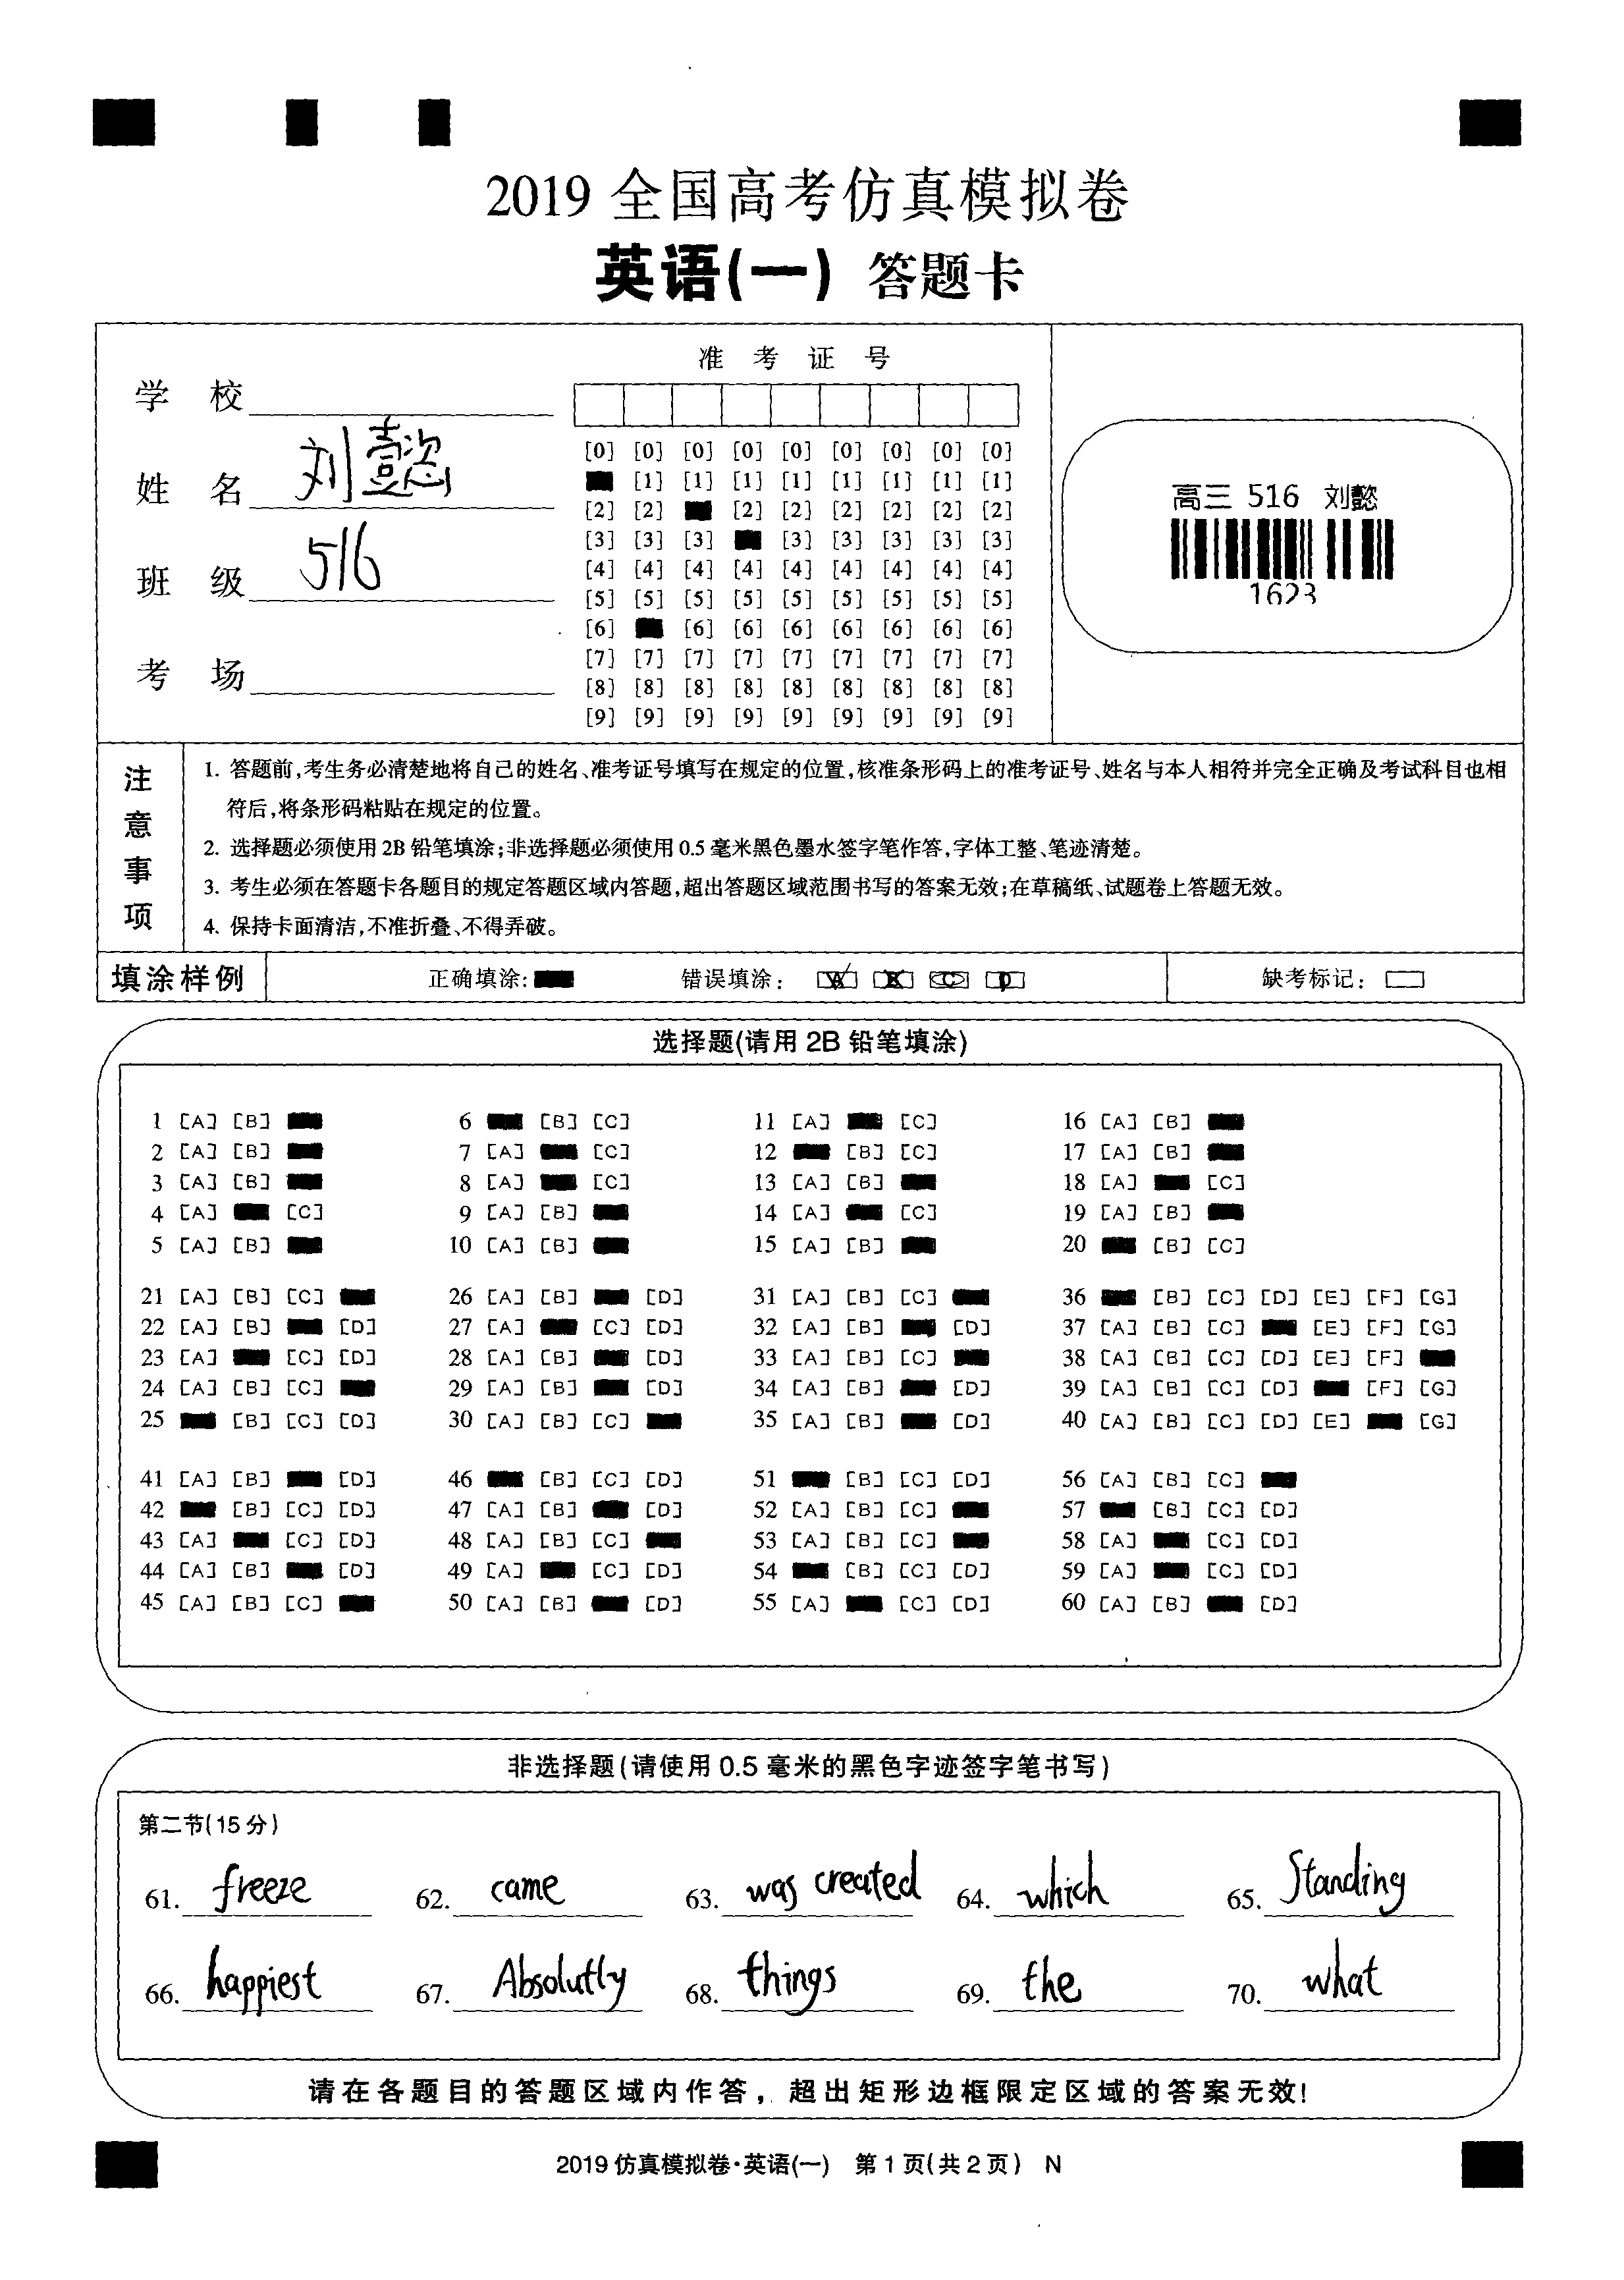 2019 全国高考仿真模拟卷
英语(一) 答题卡
准 考 证 号
学 校
姓 名 刘懿
班 级 516
考 场
[0] [0] [0] [0] [0] [0] [0] [0] [0]
[1] [1] [1] [1] [1] [1] [1] [1]
[2] [2] [2] [2] [2] [2] [2] [2]
[3] [3] [3] [3] [3] [3] [3] [3]
[4] [4] [4] [4] [4] [4] [4] [4] [4]
[5] [5] [5] [5] [5] [5] [5] [5] [5]
[6] [6] [6] [6] [6] [6] [6] [6]
[7] [7] [7] [7] [7] [7] [7] [7] [7]
[8] [8] [8] [8] [8] [8] [8] [8] [8]
[9] [9] [9] [9] [9] [9] [9] [9] [9]
高三 516 刘懿
1623
注意事项
1. 答题前,考生务必清楚地将自己的姓名、准考证号填写在规定的位置,核准条形码上的准考证号、姓名与本人相符并完全正确及考试科目也相
符后,将条形码粘贴在规定的位置。
2. 选择题必须使用 2B 铅笔填涂;非选择题必须使用 0.5 毫米黑色墨水签字笔作答,字体工整、笔迹清楚。
3. 考生必须在答题卡各题目的规定答题区域内答题,超出答题区域范围书写的答案无效;在草稿纸、试题卷上答题无效。
4. 保持卡面清洁,不准折叠、不得弄破。
填涂样例 正确填涂: 错误填涂: A B C D 缺考标记:
选择题(请用 2B 铅笔填涂)
1 [A] [B] 6 [B] [C] 11 [A] [C] 16 [A] [B]
2 [A] [B] 7 [A] [C] 12 [B] [C] 17 [A] [B]
3 [A] [B] 8 [A] [C] 13 [A] [B] 18 [A] [C]
4 [A] [C] 9 [A] [B] 14 [A] [C] 19 [A] [B]
5 [A] [B] 10 [A] [B] 15 [A] [B] 20 [B] [C]
21 [A] [B] [C] 26 [A] [B] [D] 31 [A] [B] [C] 36 [B] [C] [D] [E] [F] [G]
22 [A] [B] [D] 27 [A] [C] [D] 32 [A] [B] [D] 37 [A] [B] [C] [E] [F] [G]
23 [A] [C] [D] 28 [A] [B] [D] 33 [A] [B] [C] 38 [A] [B] [C] [D] [E] [F]
24 [A] [B] [C] 29 [A] [B] [D] 34 [A] [B] [D] 39 [A] [B] [C] [D] [F] [G]
25 [B] [C] [D] 30 [A] [B] [C] 35 [A] [B] [D] 40 [A] [B] [C] [D] [E] [G]
41 [A] [B] [D] 46 [B] [C] [D] 51 [B] [C] [D] 56 [A] [B] [C]
42 [B] [C] [D] 47 [A] [B] [D] 52 [A] [B] [C] 57 [B] [C] [D]
43 [A] [C] [D] 48 [A] [B] [C] 53 [A] [B] [C] 58 [A] [C] [D]
44 [A] [B] [D] 49 [A] [C] [D] 54 [B] [C] [D] 59 [A] [C] [D]
45 [A] [B] [C] 50 [A] [B] [D] 55 [A] [C] [D] 60 [A] [B] [D]
非选择题(请使用 0.5 毫米的黑色字迹签字笔书写)
第二节(15 分)
61. freeze 62. came 63. was created 64. which 65. Standing
66. happiest 67. Absolutly 68. things 69. the 70. what
请在各题目的答题区域内作答,超出矩形边框限定区域的答案无效!
2019 仿真模拟卷·英语(一) 第 1 页(共 2 页) N